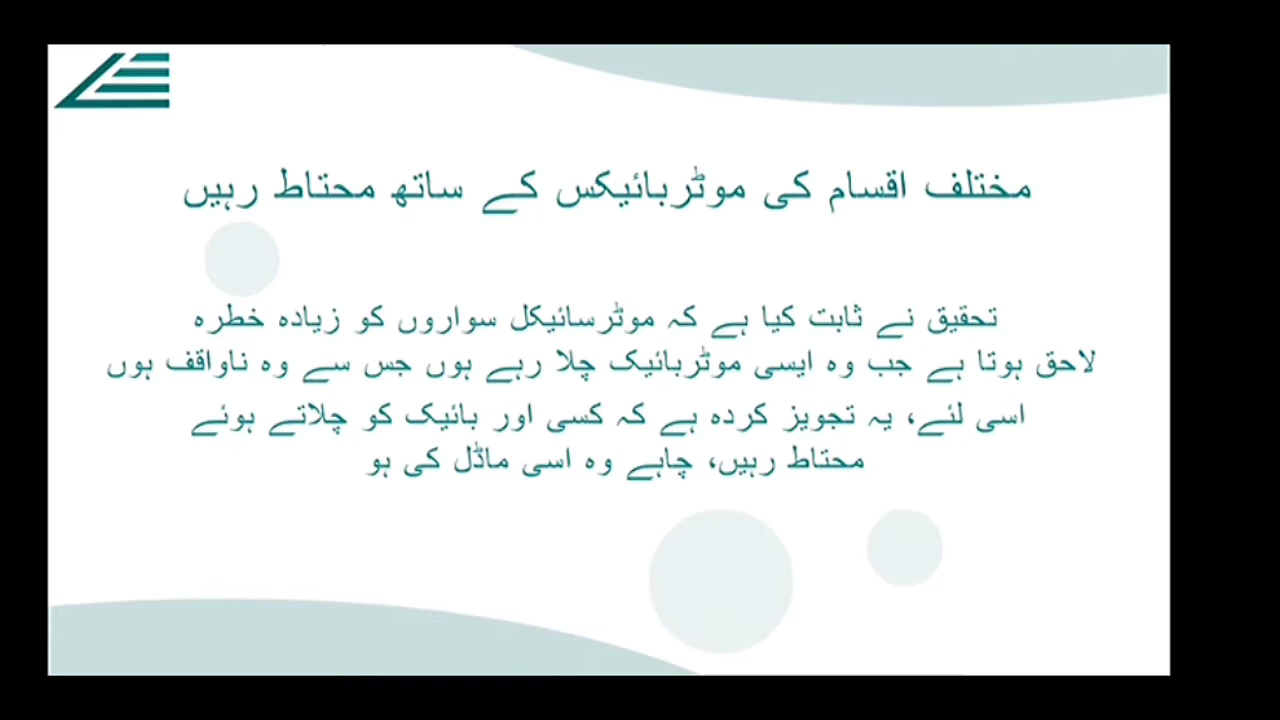 مختلف اقسام کی موٹربائیکس کے ساتھ محتاط رہیں
تحقیق نے ثابت کیا ہے کہ موٹرسائیکل سواروں کو زیادہ خطرہ
لاحق ہوتا ہے جب وہ ایسی موٹربائیک چلا رہے ہوں جس سے وہ ناواقف ہوں
اسی لئے، یہ تجویز کردہ ہے کہ کسی اور بائیک کو چلاتے ہوئے
محتاط رہیں، چاہے وہ اسی ماڈل کی ہو